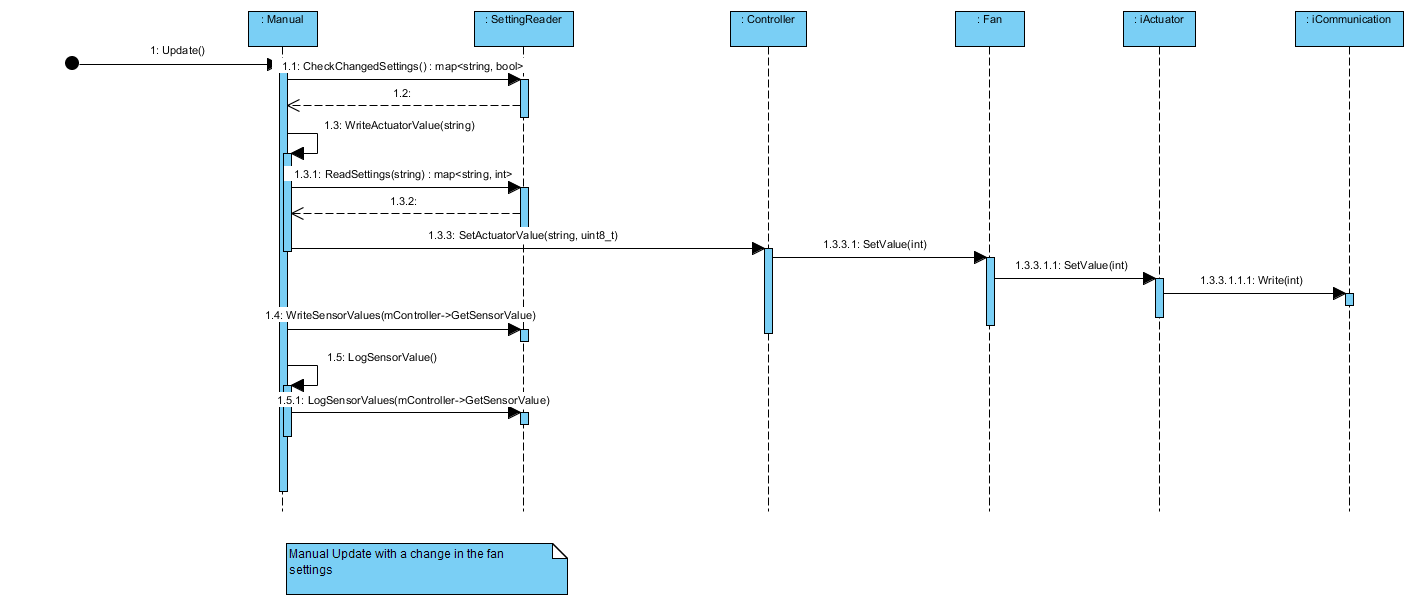 : Manual
: SettingReader
: Controller
: Fan
: iActuator
: iCommunication
1: Update()
1.1: CheckChangedSettings() : map<string, bool>
1.2:
1.3: WriteActuatorValue(string)
1.3.1: ReadSettings(string) : map<string, int>
1.3.2:
1.3.3: SetActuatorValue(string, uint8_t)
1.3.3.1: SetValue(int)
1.3.3.1.1: SetValue(int)
1.3.3.1.1.1: Write(int)
1.4: WriteSensorValues(mController->GetSensorValue)
1.5: LogSensorValue()
1.5.1: LogSensorValues(mController->GetSensorValue)
Manual Update with a change in the fan
settings